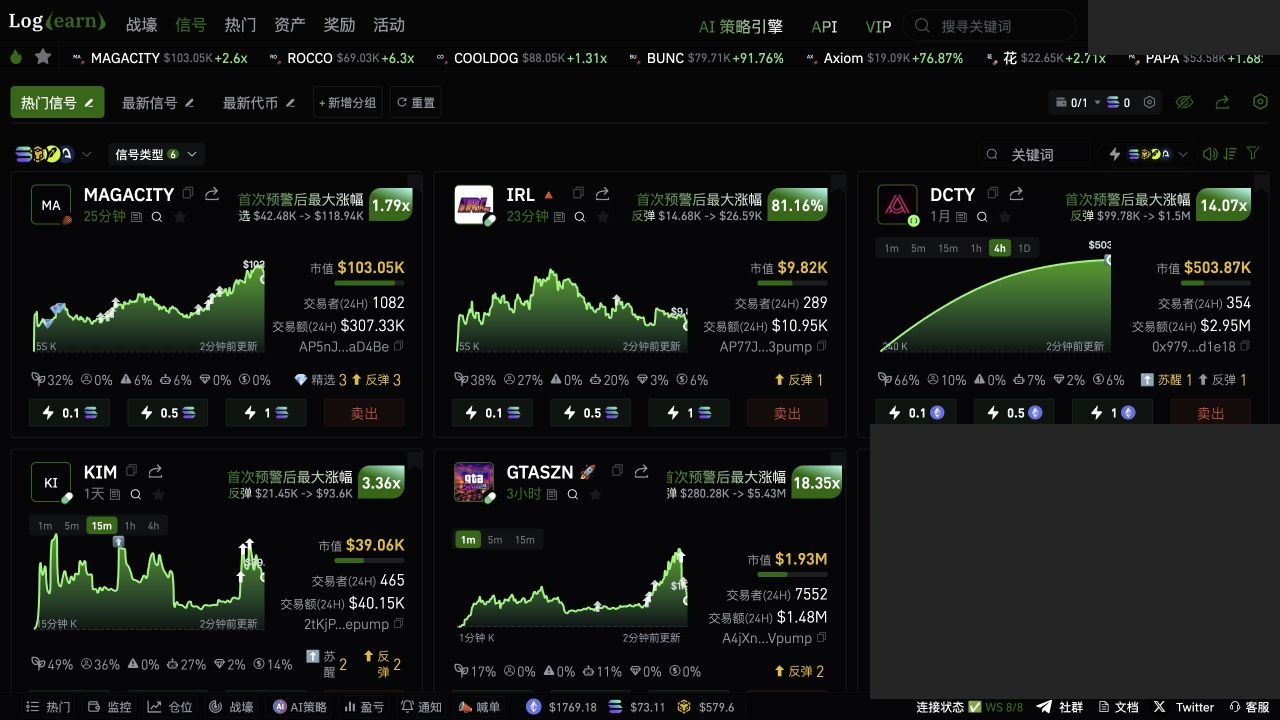 Log(earn) 战壕 信号 热门 资产 奖励 活动 AI 策略引擎 API VIP 搜寻关键词
MAGACITY $103.05K+2.6x ROCCO $69.03K+6.3x COOLDOG $88.05K+1.31x BUNC $79.71K+91.76% Axiom $19.09K+76.87% 花 $22.65K+2.71x PAPA $53.58K+1.68
热门信号 最新信号 最新代币 +新增分组 重置 0/1 0
信号类型 6 关键词
MA MAGACITY 首次预警后最大涨幅 1.79x
25分钟 选 $42.48K -> $118.94K
市值 $103.05K
交易者(24H) 1082
交易额(24H) $307.33K
5S K 2分钟前更新 AP5nJ...aD4Be
32% 0% 6% 6% 0% 0% 精选 3 反弹 3
0.1 0.5 1 卖出
IRL 首次预警后最大涨幅 81.16%
23分钟 反弹 $14.68K -> $26.59K
市值 $9.82K
交易者(24H) 289
交易额(24H) $10.95K
5S K 2分钟前更新 AP77J...3pump
38% 27% 0% 20% 3% 6% 反弹 1
0.1 0.5 1 卖出
DCTY 首次预警后最大涨幅 14.07x
1月 反弹 $99.78K -> $1.5M
1m 5m 15m 1h 4h 1D $503
市值 $503.87K
交易者(24H) 354
交易额(24H) $2.95M
240 K 2分钟前更新 0x979...d1e18
66% 10% 0% 7% 2% 6% 苏醒 1 反弹 1
0.1 0.5 1 卖出
KI KIM 首次预警后最大涨幅 3.36x
1天 反弹 $21.45K -> $93.6K
1m 5m 15m 1h 4h
市值 $39.06K
交易者(24H) 465
交易额(24H) $40.15K
15分钟 K 2分钟前更新 2tKjP...epump
49% 36% 0% 27% 2% 14% 苏醒 2 反弹 2
gta GTASZN 首次预警后最大涨幅 18.35x
3小时 弹 $280.28K -> $5.43M
1m 5m 15m
市值 $1.93M
交易者(24H) 7552
交易额(24H) $1.48M
1分钟 K 2分钟前更新 A4jXn...Vpump
17% 0% 0% 11% 0% 0% 反弹 2
热门 监控 仓位 战壕 AI AI策略 盈亏 通知 喊单 $1769.18 $73.11 $579.6 连接状态 WS 8/8 社群 文档 Twitter 客服